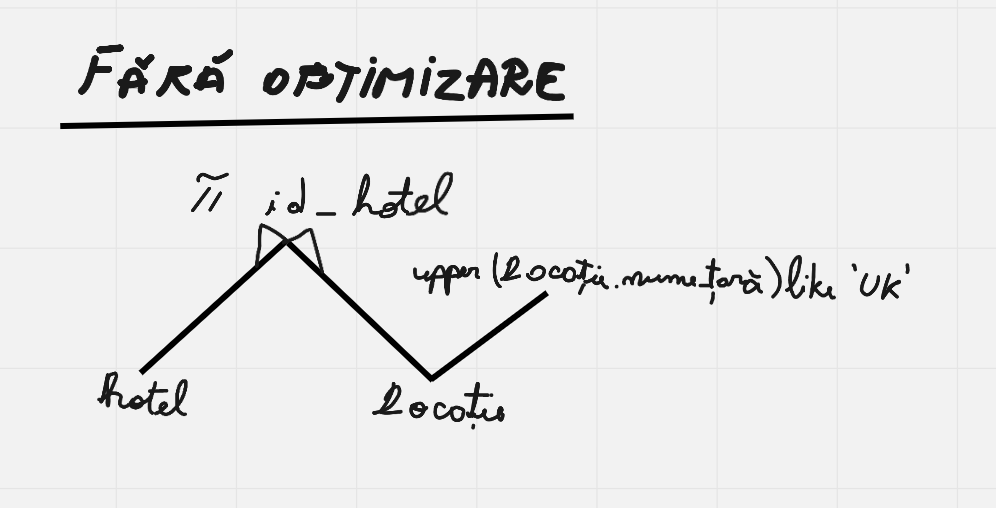 FĂRĂ OPTIMIZARE
π id_hotel
upper(locație.nume_țară) like 'UK'
hotel
locație